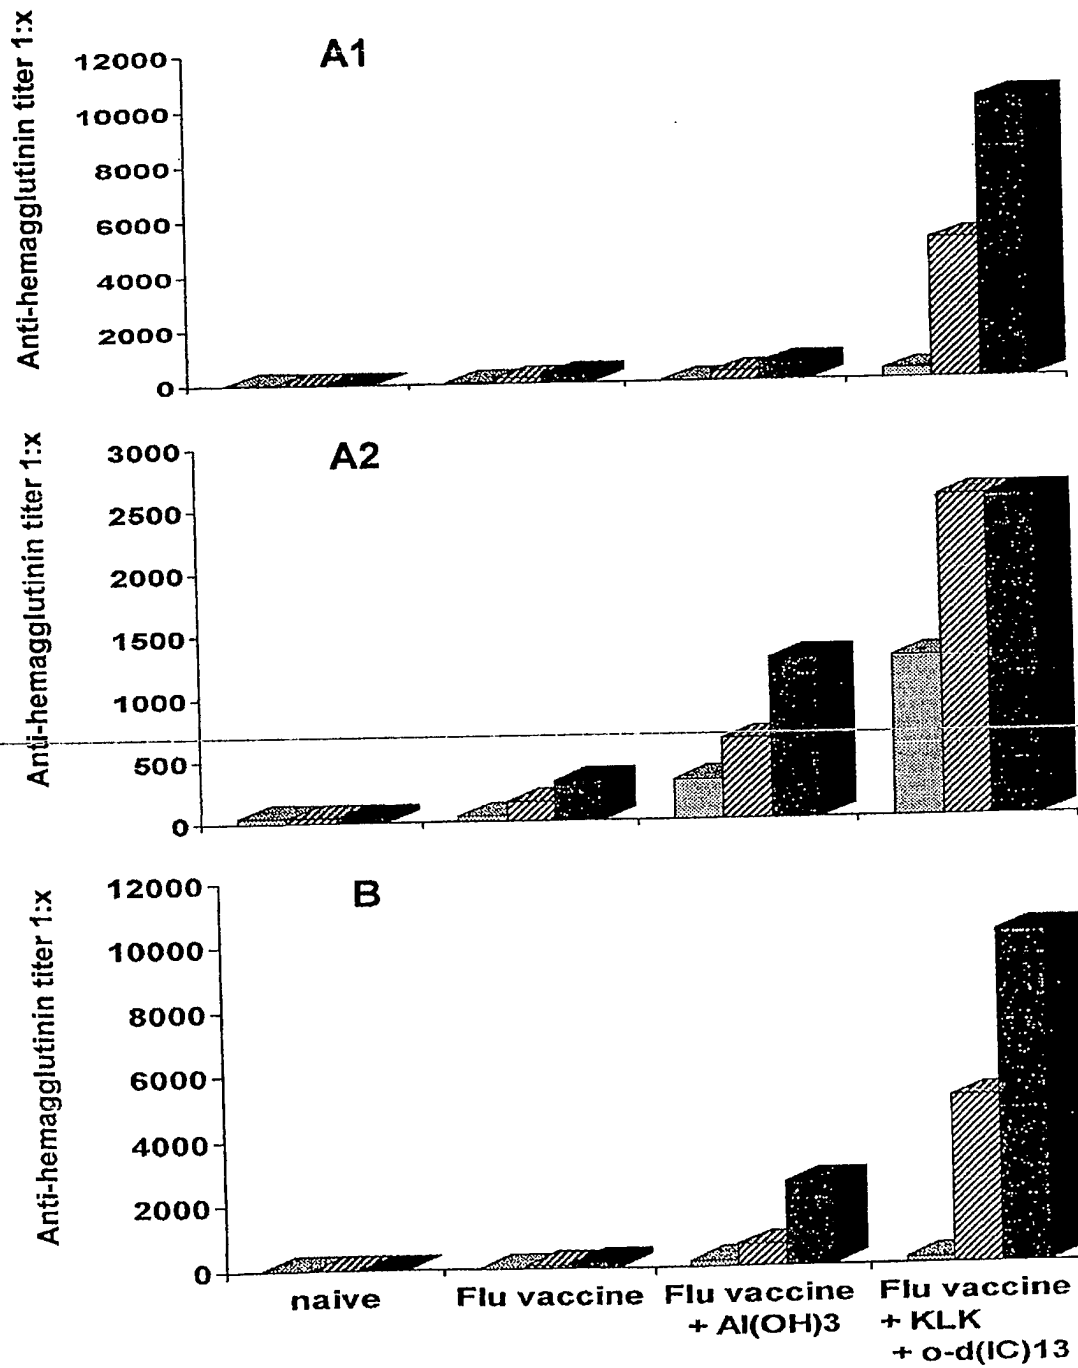 A1
Anti-hemagglutinin titer 1:x
12000
10000
8000
6000
4000
2000
0
A2
Anti-hemagglutinin titer 1:x
3000
2500
2000
1500
1000
500
0
B
Anti-hemagglutinin titer 1:x
12000
10000
8000
6000
4000
2000
0
naive
Flu vaccine
Flu vaccine
+ Al(OH)3
Flu vaccine
+ KLK
+ o-d(IC)13